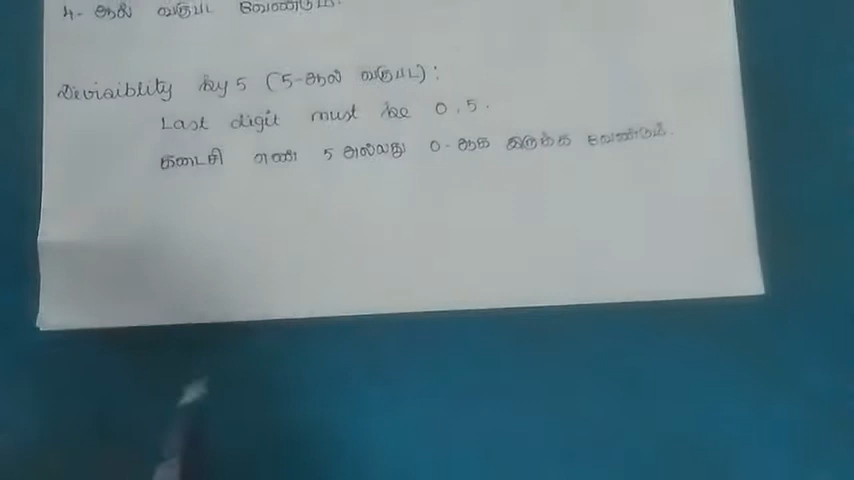 4- ஆல் வகுபட வேண்டும்.
Divisiblity by 5 (5-ஆல் வகுபட):
Last digit must be 0,5.
கடைசி எண் 5 அல்லது 0-ஆக இருக்க வேண்டும்.